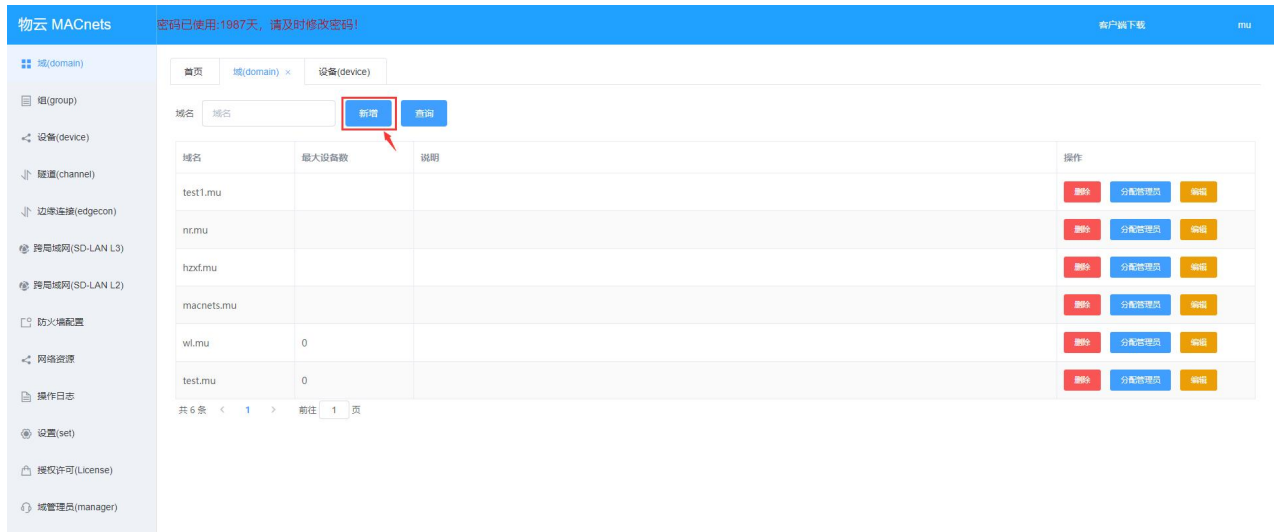 物云 MACnets
密码已使用:1987天，请及时修改密码!
客户端下载
mu
域(domain)
组(group)
设备(device)
隧道(channel)
边缘连接(edgecon)
跨局域网(SD-LAN L3)
跨局域网(SD-LAN L2)
防火墙配置
网络资源
操作日志
设置(set)
授权许可(License)
域管理员(manager)
首页 域(domain) × 设备(device)
域名 域名 新增 查询
域名 最大设备数 说明 操作
test1.mu 删除 分配管理员 编辑
nr.mu 删除 分配管理员 编辑
hzxf.mu 删除 分配管理员 编辑
macnets.mu 删除 分配管理员 编辑
wl.mu 0 删除 分配管理员 编辑
test.mu 0 删除 分配管理员 编辑
共 6 条 < 1 > 前往 1 页